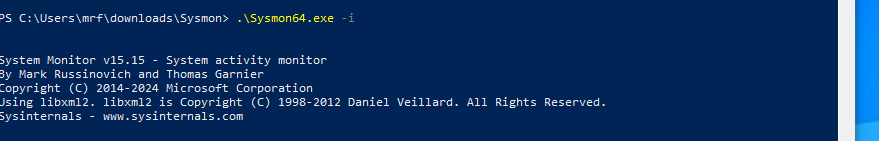 PS C:\Users\mrf\downloads\Sysmon> .\Sysmon64.exe -i
System Monitor v15.15 - System activity monitor
By Mark Russinovich and Thomas Garnier
Copyright (C) 2014-2024 Microsoft Corporation
Using libxml2. libxml2 is Copyright (C) 1998-2012 Daniel Veillard. All Rights Reserved.
Sysinternals - www.sysinternals.com